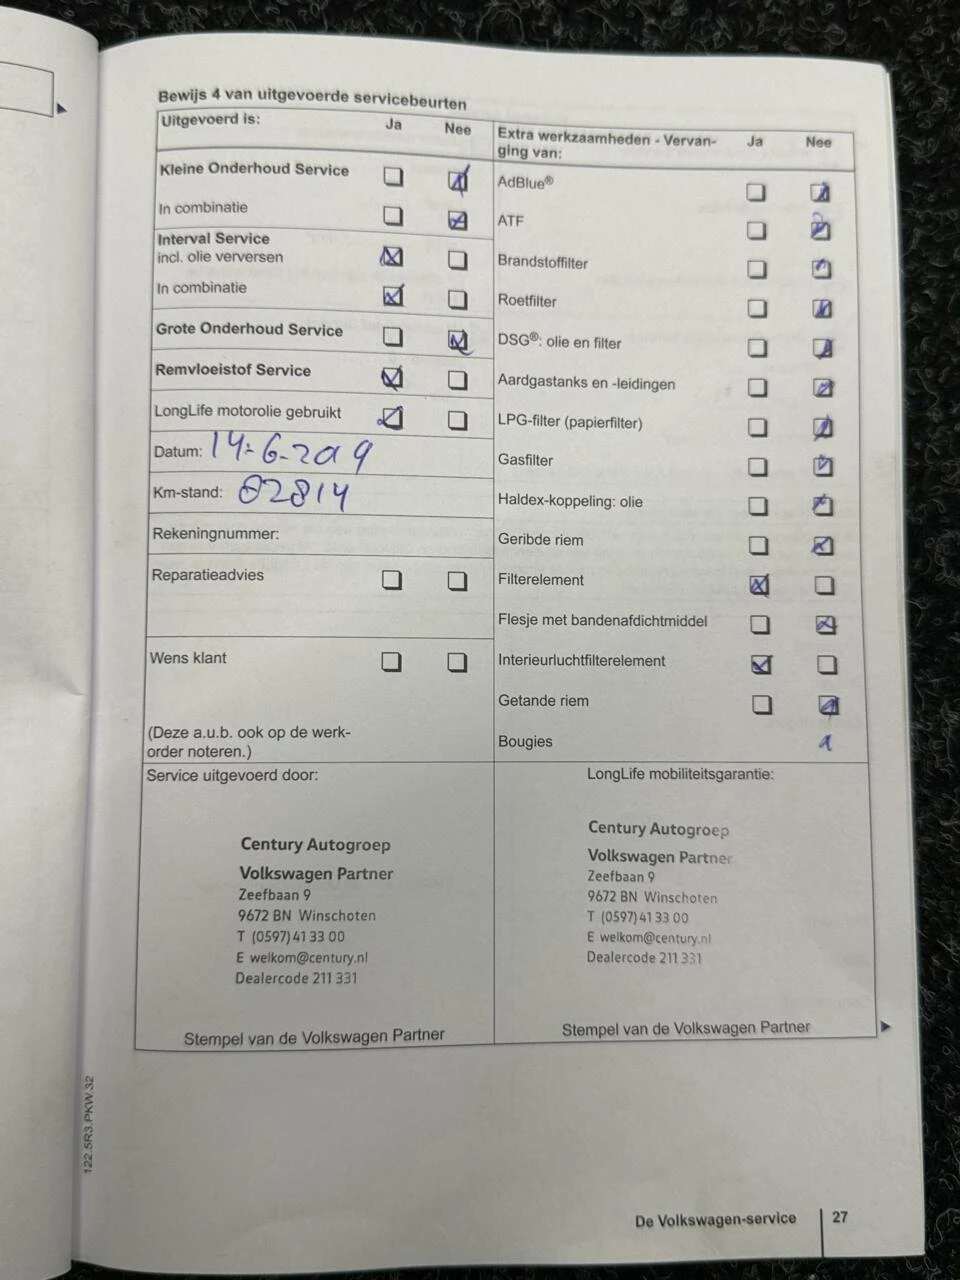 Bewijs 4 van uitgevoerde servicebeurten
Uitgevoerd is:
Ja
Nee
Kleine Onderhoud Service
In combinatie
Interval Service
incl. olie verversen
In combinatie
Grote Onderhoud Service
Remvloeistof Service
LongLife motorolie gebruikt
Datum: 14-6-2019
Km-stand: 82814
Rekeningnummer:
Reparatieadvies
Wens klant
(Deze a.u.b. ook op de werk-
order noteren.)
Extra werkzaamheden - Vervan-
ging van:
Ja
Nee
AdBlue®
ATF
Brandstoffilter
Roetfilter
DSG®: olie en filter
Aardgastanks en -leidingen
LPG-filter (papierfilter)
Gasfilter
Haldex-koppeling: olie
Geribde riem
Filterelement
Flesje met bandenafdichtmiddel
Interieurluchtfilterelement
Getande riem
Bougies
Service uitgevoerd door:
Century Autogroep
Volkswagen Partner
Zeefbaan 9
9672 BN Winschoten
T (0597) 41 33 00
E welkom@century.nl
Dealercode 211 331
Stempel van de Volkswagen Partner
LongLife mobiliteitsgarantie:
Century Autogroep
Volkswagen Partner
Zeefbaan 9
9672 BN Winschoten
T (0597) 41 33 00
E welkom@century.nl
Dealercode 211 331
Stempel van de Volkswagen Partner
122.5R3.PKW.32
De Volkswagen-service
27